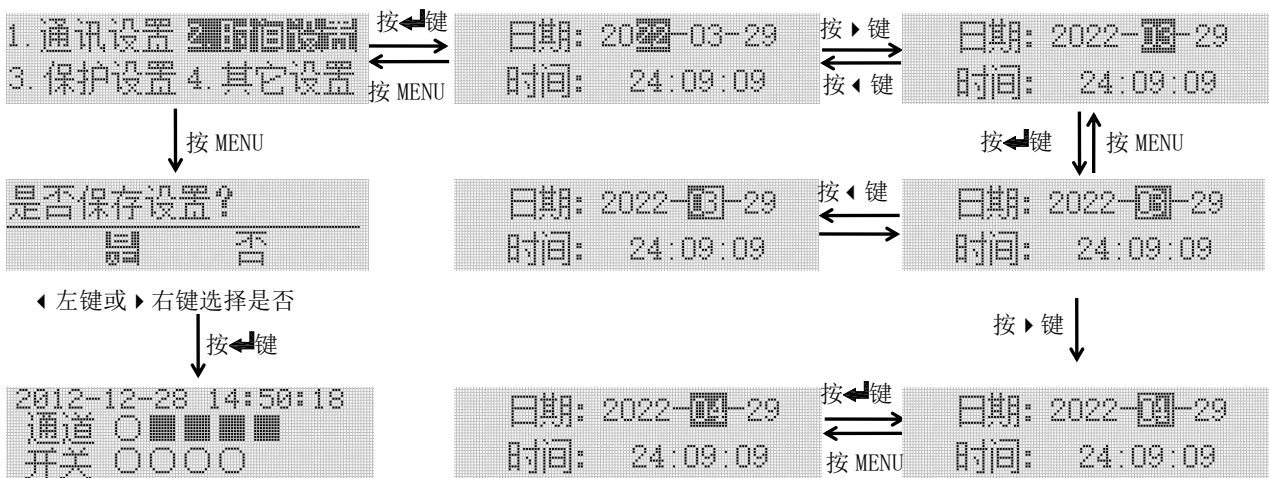 1.通讯设置 2.时间设置
3.保护设置 4.其它设置
按键
按 MENU
日期: 2022-03-29
时间: 24:09:09
按 键
按 键
日期: 2022-03-29
时间: 24:09:09
按 MENU
按键
按 MENU
是否保存设置?
是 否
日期: 2022-03-29
时间: 24:09:09
按 键
日期: 2022-03-29
时间: 24:09:09
左键或 右键选择是否
按键
按 键
2012-12-28 14:50:18
通道
开关
日期: 2022-04-29
时间: 24:09:09
按键
按 MENU
日期: 2022-04-29
时间: 24:09:09